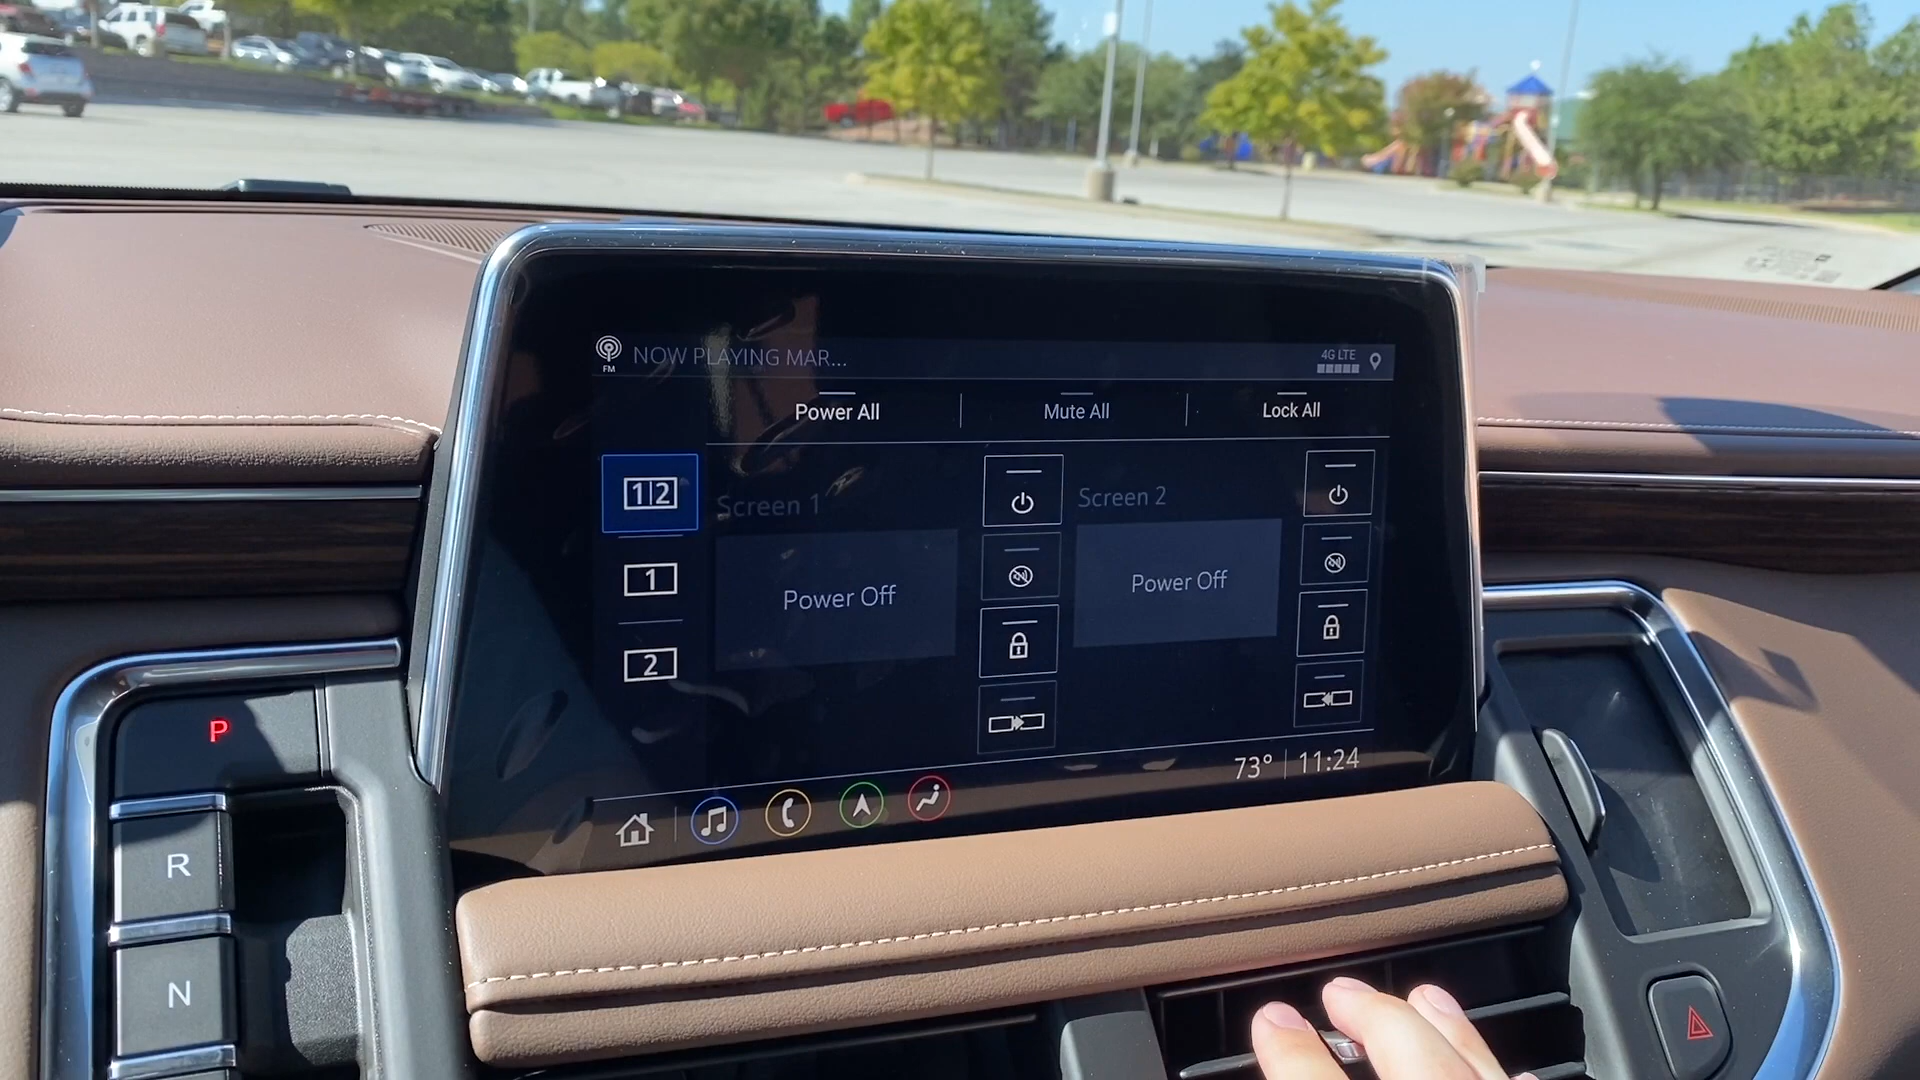 NOW PLAYING MAR...
FM
4G LTE
Power All
Mute All
Lock All
1|2
Screen 1
Screen 2
1
Power Off
Power Off
2
73° 11:24
P
R
N